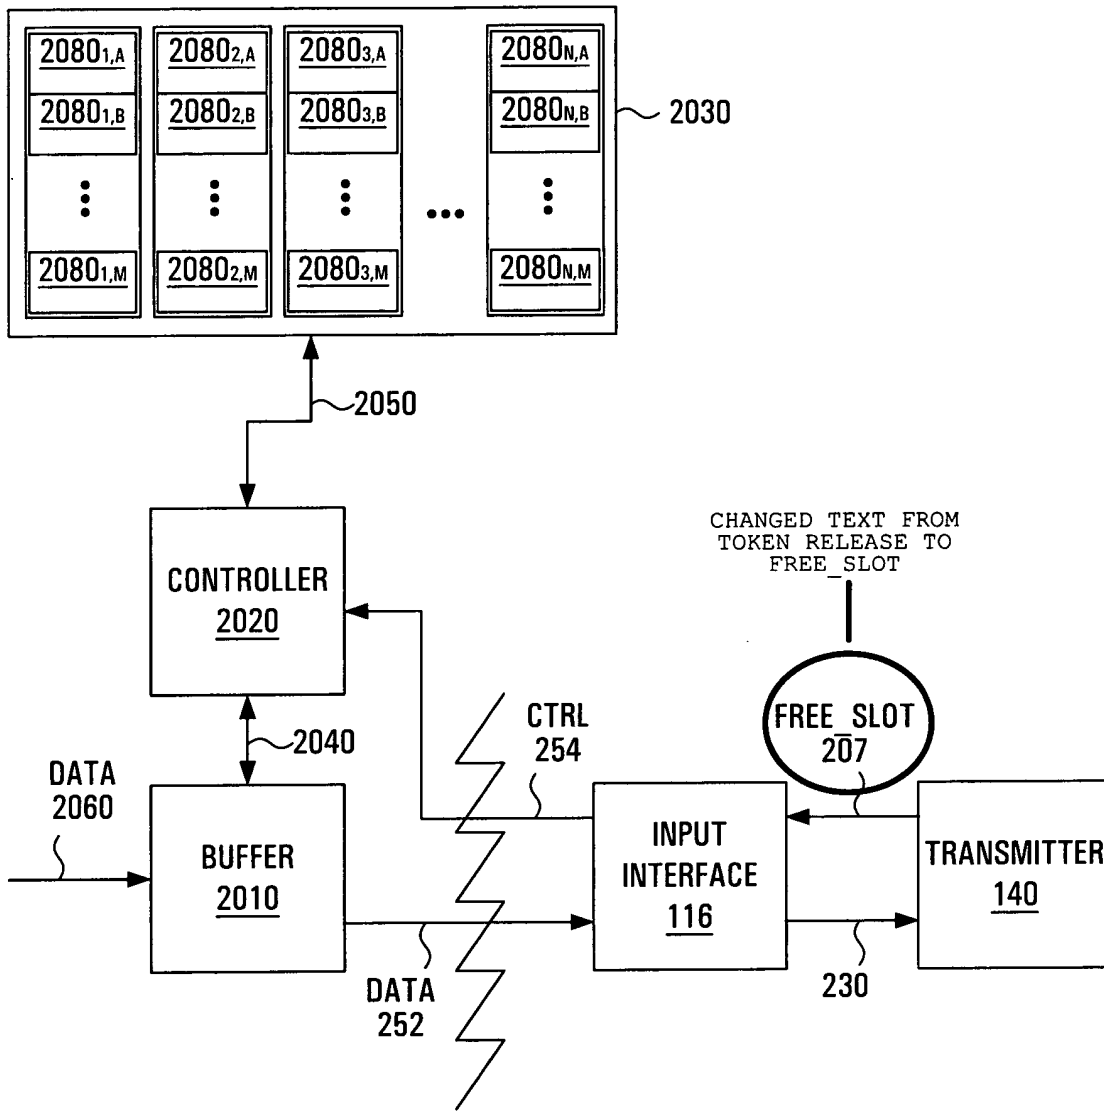 2080₁,A 2080₂,A 2080₃,A 2080N,A
2080₁,B 2080₂,B 2080₃,B 2080N,B
2030
2080₁,M 2080₂,M 2080₃,M 2080N,M
2050
CHANGED TEXT FROM
TOKEN RELEASE TO
FREE_SLOT
CONTROLLER
2020
FREE_SLOT
207
CTRL
254
2040
DATA
2060
BUFFER
2010
INPUT
INTERFACE
116
TRANSMITTER
140
DATA
252
230